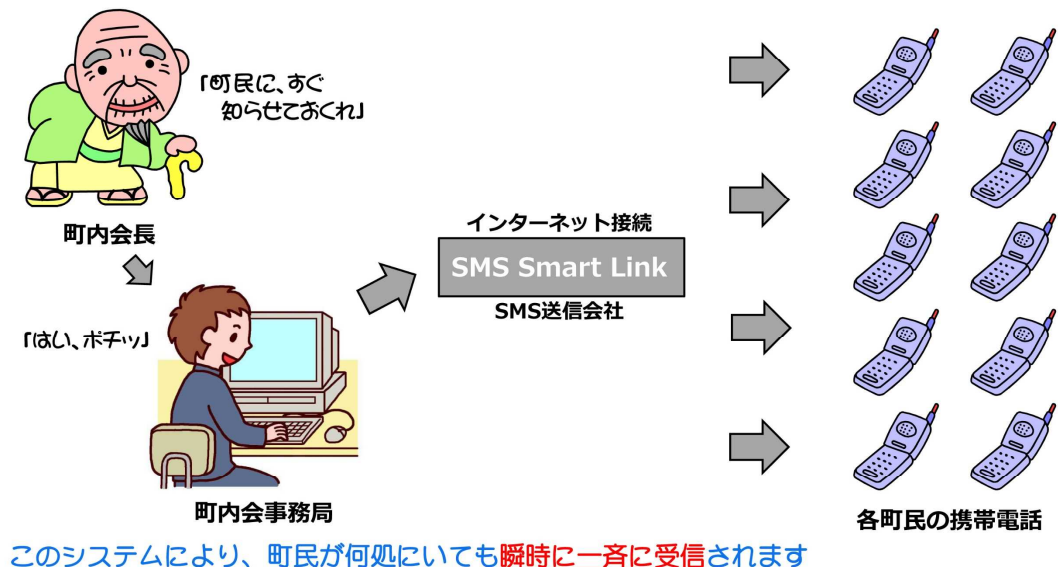 「町民に、すぐ
知らせておくれ」
町内会長
「はい、ポチッ」
町内会事務局
インターネット接続
SMS Smart Link
SMS送信会社
各町民の携帯電話
このシステムにより、町民が何処にいても瞬時に一斉に受信されます